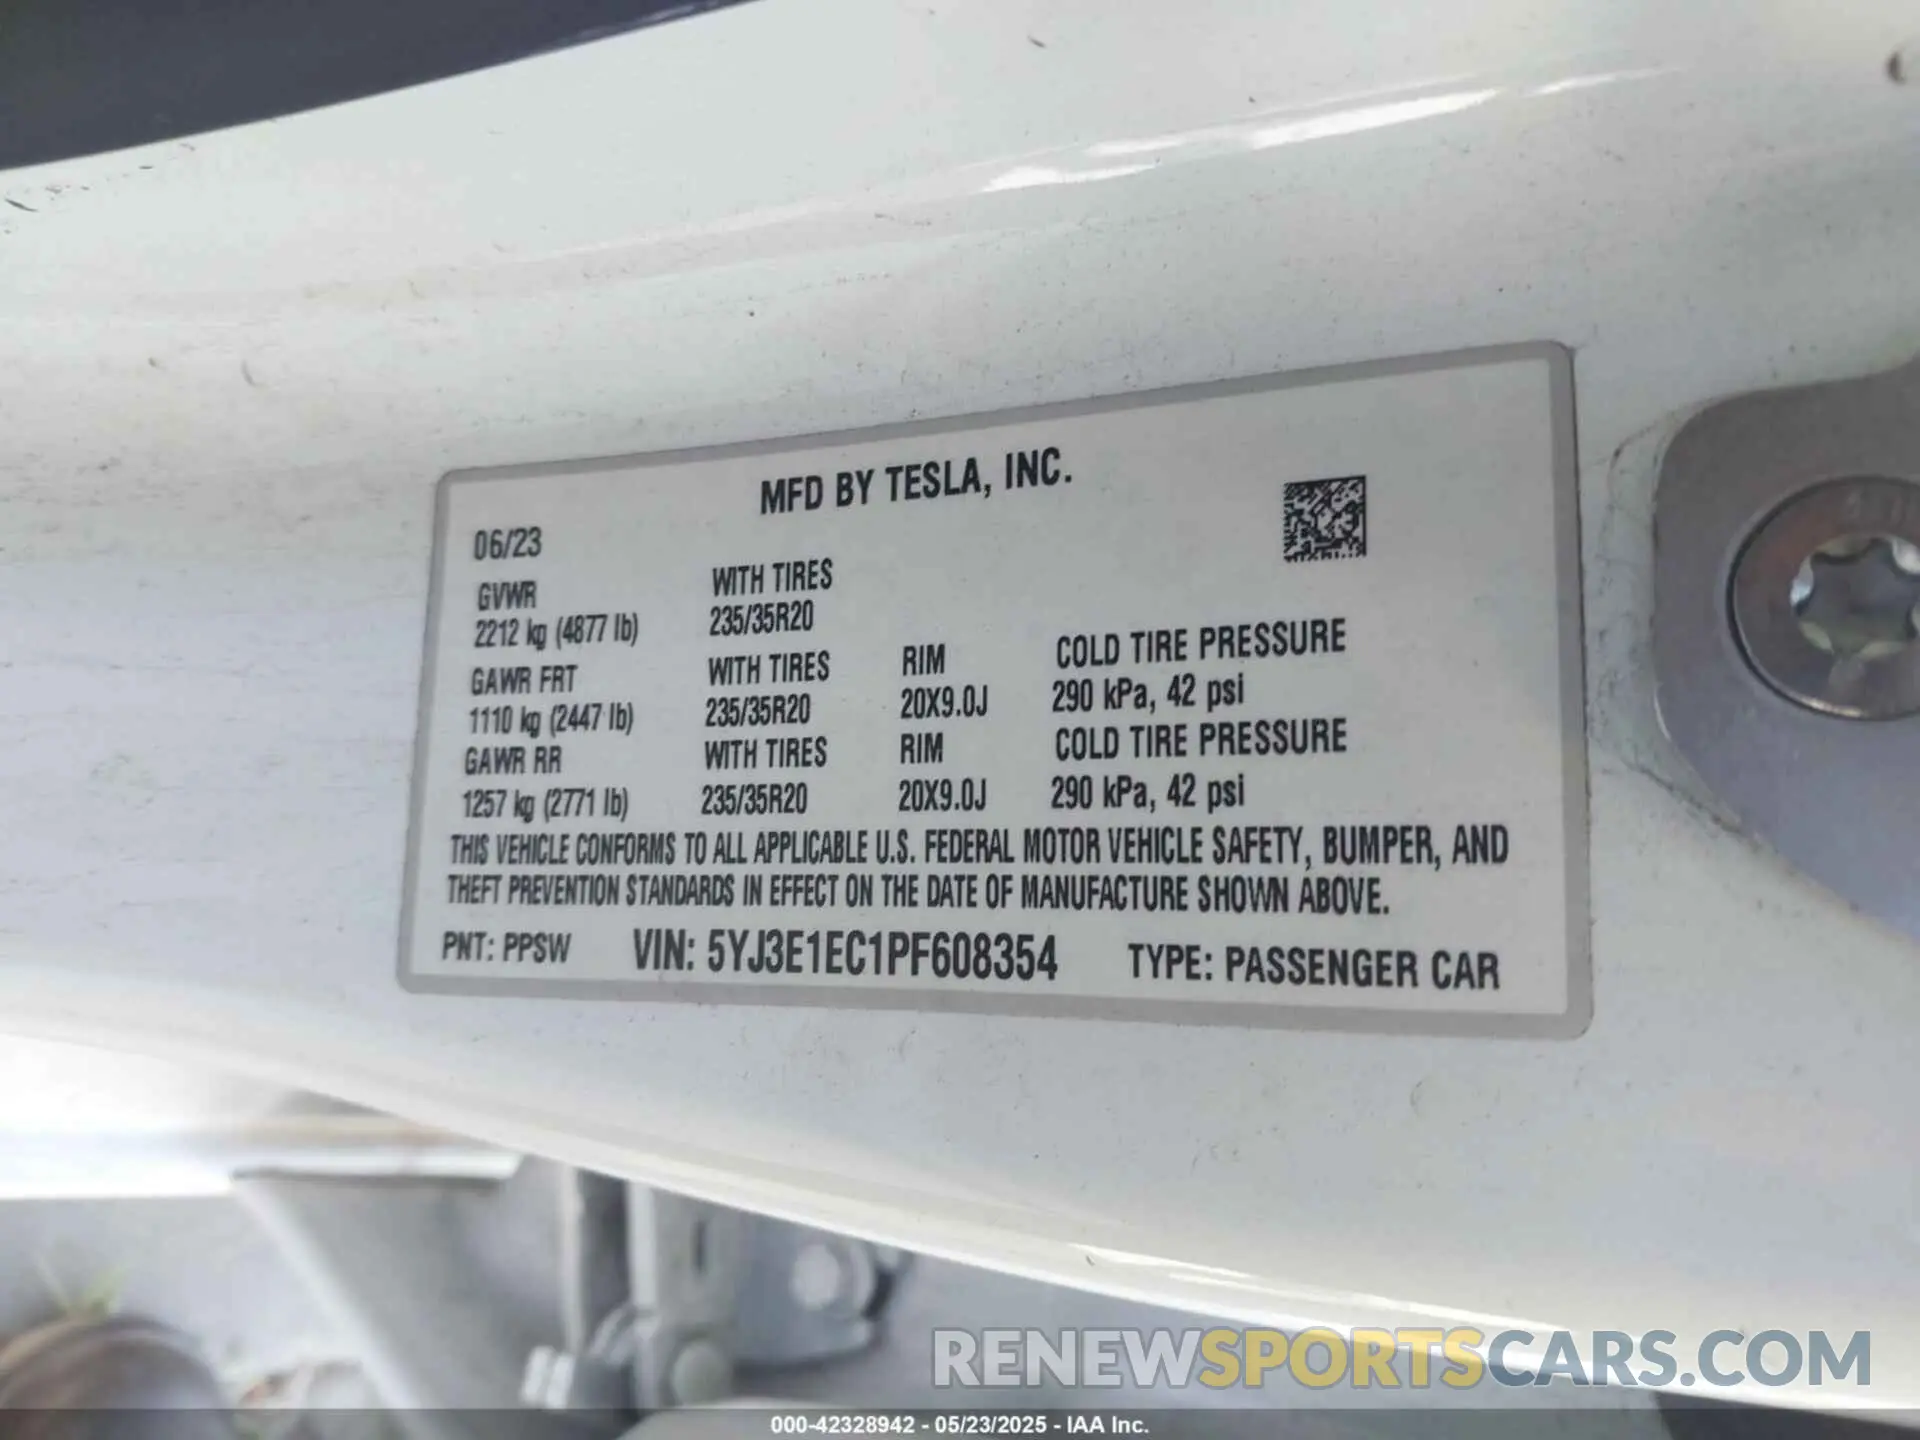 MFD BY TESLA, INC.
06/23
GVWR WITH TIRES
2212 kg (4877 lb) 235/35R20
GAWR FRT WITH TIRES RIM COLD TIRE PRESSURE
1110 kg (2447 lb) 235/35R20 20X9.0J 290 kPa, 42 psi
GAWR RR WITH TIRES RIM COLD TIRE PRESSURE
1257 kg (2771 lb) 235/35R20 20X9.0J 290 kPa, 42 psi
THIS VEHICLE CONFORMS TO ALL APPLICABLE U.S. FEDERAL MOTOR VEHICLE SAFETY, BUMPER, AND
THEFT PREVENTION STANDARDS IN EFFECT ON THE DATE OF MANUFACTURE SHOWN ABOVE.
PNT: PPSW VIN: 5YJ3E1EC1PF608354 TYPE: PASSENGER CAR
RENEWSPORTSCARS.COM
000-42328942 - 05/23/2025 - IAA Inc.